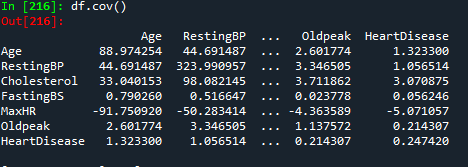 In [216]: df.cov()
Out[216]:
Age RestingBP ... Oldpeak HeartDisease
Age 88.974254 44.691487 ... 2.601774 1.323300
RestingBP 44.691487 323.990957 ... 3.346505 1.056514
Cholesterol 33.040153 98.082145 ... 3.711862 3.070875
FastingBS 0.790260 0.516647 ... 0.023778 0.056246
MaxHR -91.750920 -50.283414 ... -4.363589 -5.071057
Oldpeak 2.601774 3.346505 ... 1.137572 0.214307
HeartDisease 1.323300 1.056514 ... 0.214307 0.247420